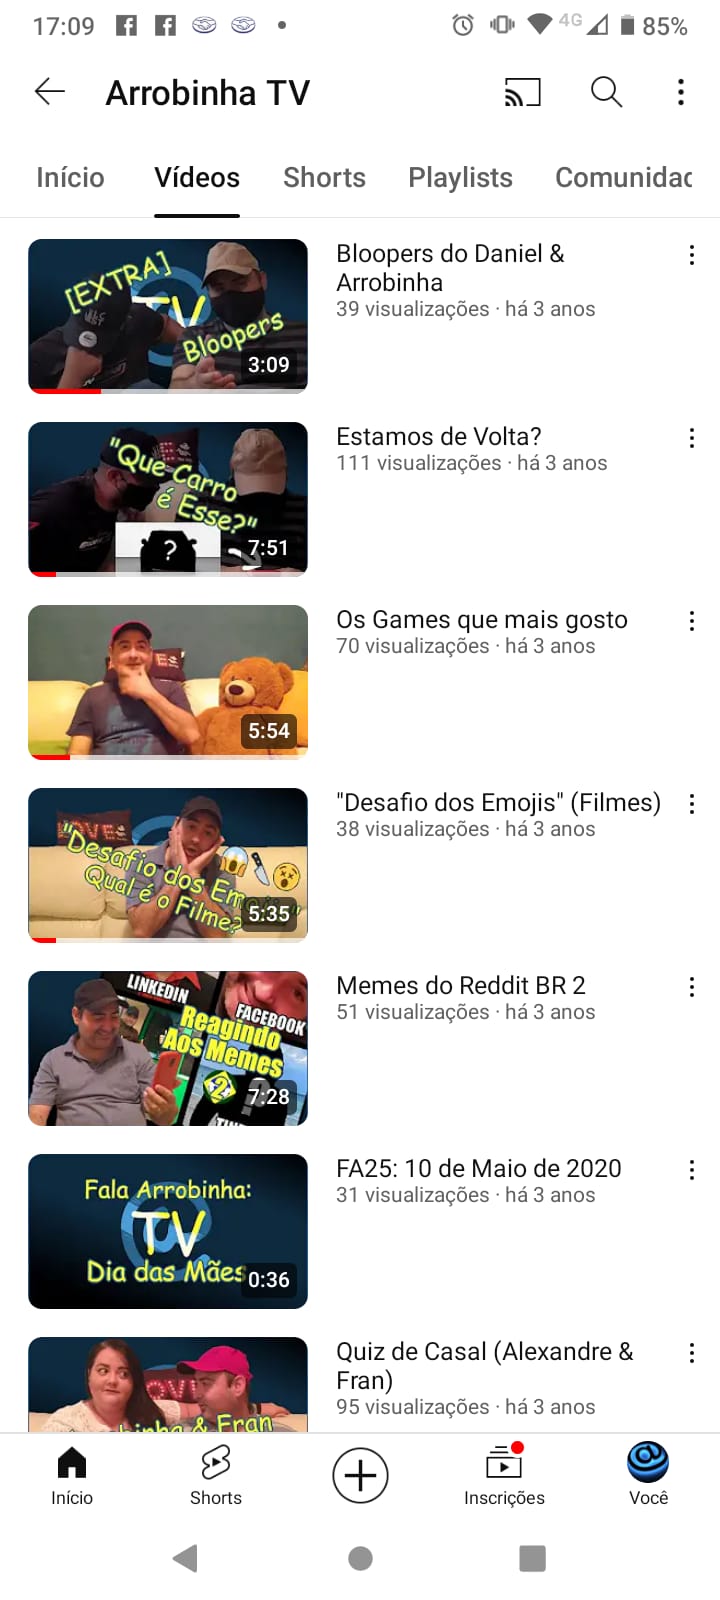 17:09
4G
85%
Arrobinha TV
Início
Vídeos
Shorts
Playlists
Comunidad
[EXTRA]
TV
Bloopers
3:09
Bloopers do Daniel &
Arrobinha
39 visualizações · há 3 anos
"Que Carro
é Esse?"
?
7:51
Estamos de Volta?
111 visualizações · há 3 anos
5:54
Os Games que mais gosto
70 visualizações · há 3 anos
LOVE
"Desafio dos Em
Qual é o Filme?
5:35
"Desafio dos Emojis" (Filmes)
38 visualizações · há 3 anos
LINKEDIN
FACEBOOK
Reagindo
Aos Memes
2
?
7:28
Memes do Reddit BR 2
51 visualizações · há 3 anos
Fala Arrobinha:
@
TV
Dia das Mães
0:36
FA25: 10 de Maio de 2020
31 visualizações · há 3 anos
& Fran
Quiz de Casal (Alexandre &
Fran)
95 visualizações · há 3 anos
Início
Shorts
Inscrições
@
Você